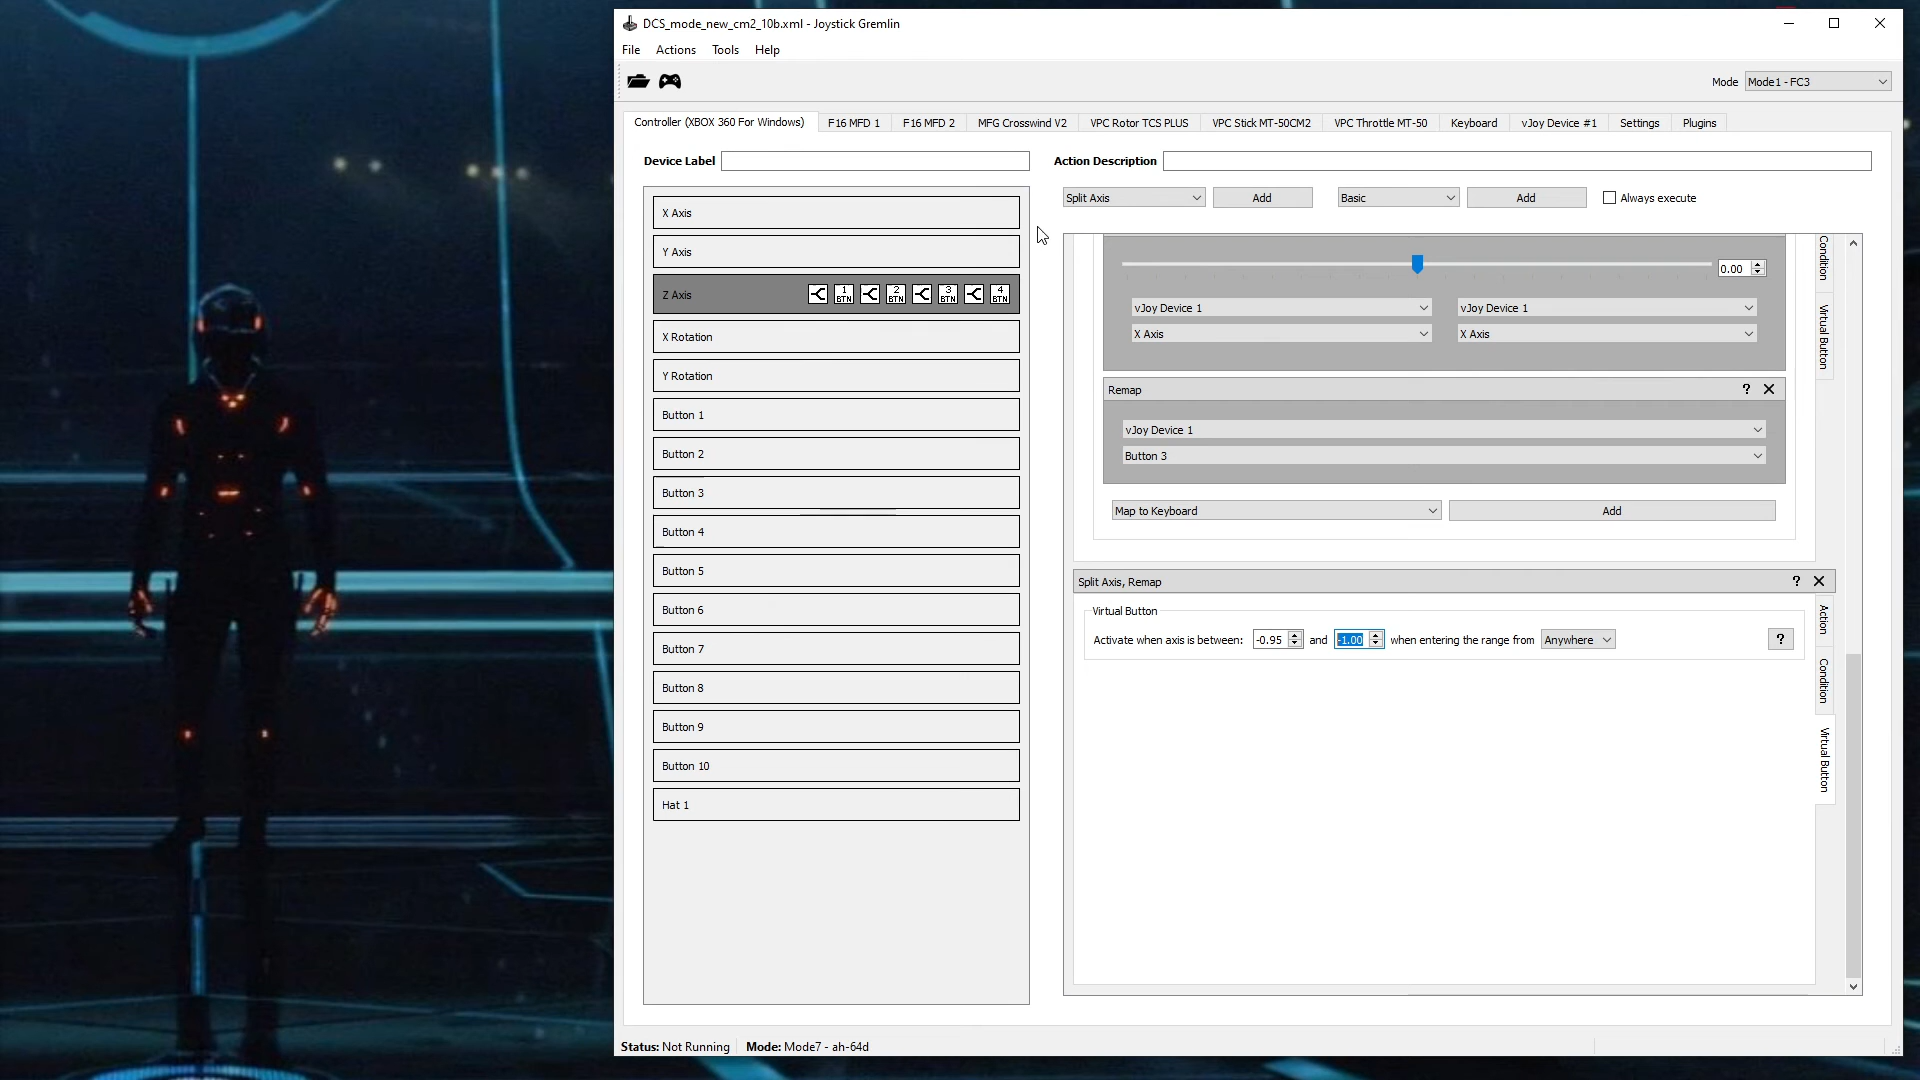 DCS_mode_new_cm2_10b.xml - Joystick Gremlin
File Actions Tools Help
Mode Mode1 - FC3
Controller (XBOX 360 For Windows) F16 MFD 1 F16 MFD 2 MFG Crosswind V2 VPC Rotor TCS PLUS VPC Stick MT-50CM2 VPC Throttle MT-50 Keyboard vJoy Device #1 Settings Plugins
Device Label
Action Description
Split Axis Add Basic Add Always execute
X Axis
Y Axis
Z Axis 1 BTN 2 BTN 3 BTN 4 BTN
X Rotation
Y Rotation
Button 1
Button 2
Button 3
Button 4
Button 5
Button 6
Button 7
Button 8
Button 9
Button 10
Hat 1
0.00
vJoy Device 1 vJoy Device 1
X Axis X Axis
Condition
Virtual Button
Remap ?
vJoy Device 1
Button 3
Map to Keyboard Add
Split Axis, Remap ?
Virtual Button
Activate when axis is between: -0.95 and -1.00 when entering the range from Anywhere ?
Action
Condition
Virtual Button
Status: Not Running Mode: Mode7 - ah-64d